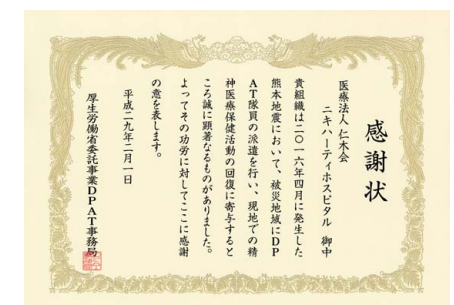 感謝状
医療法人 仁木会
ニキハーティホスピタル 御中
貴組織は二〇一六年四月に発生した
熊本地震において、被災地域にDP
AT隊員の派遣を行い、現地での精
神医療保健活動の回復に寄与すると
ころ誠に顕著なるものがありました。
よってその功労に対してここに感謝
の意を表します。
平成二九年二月一日
厚生労働省委託事業DPAT事務局